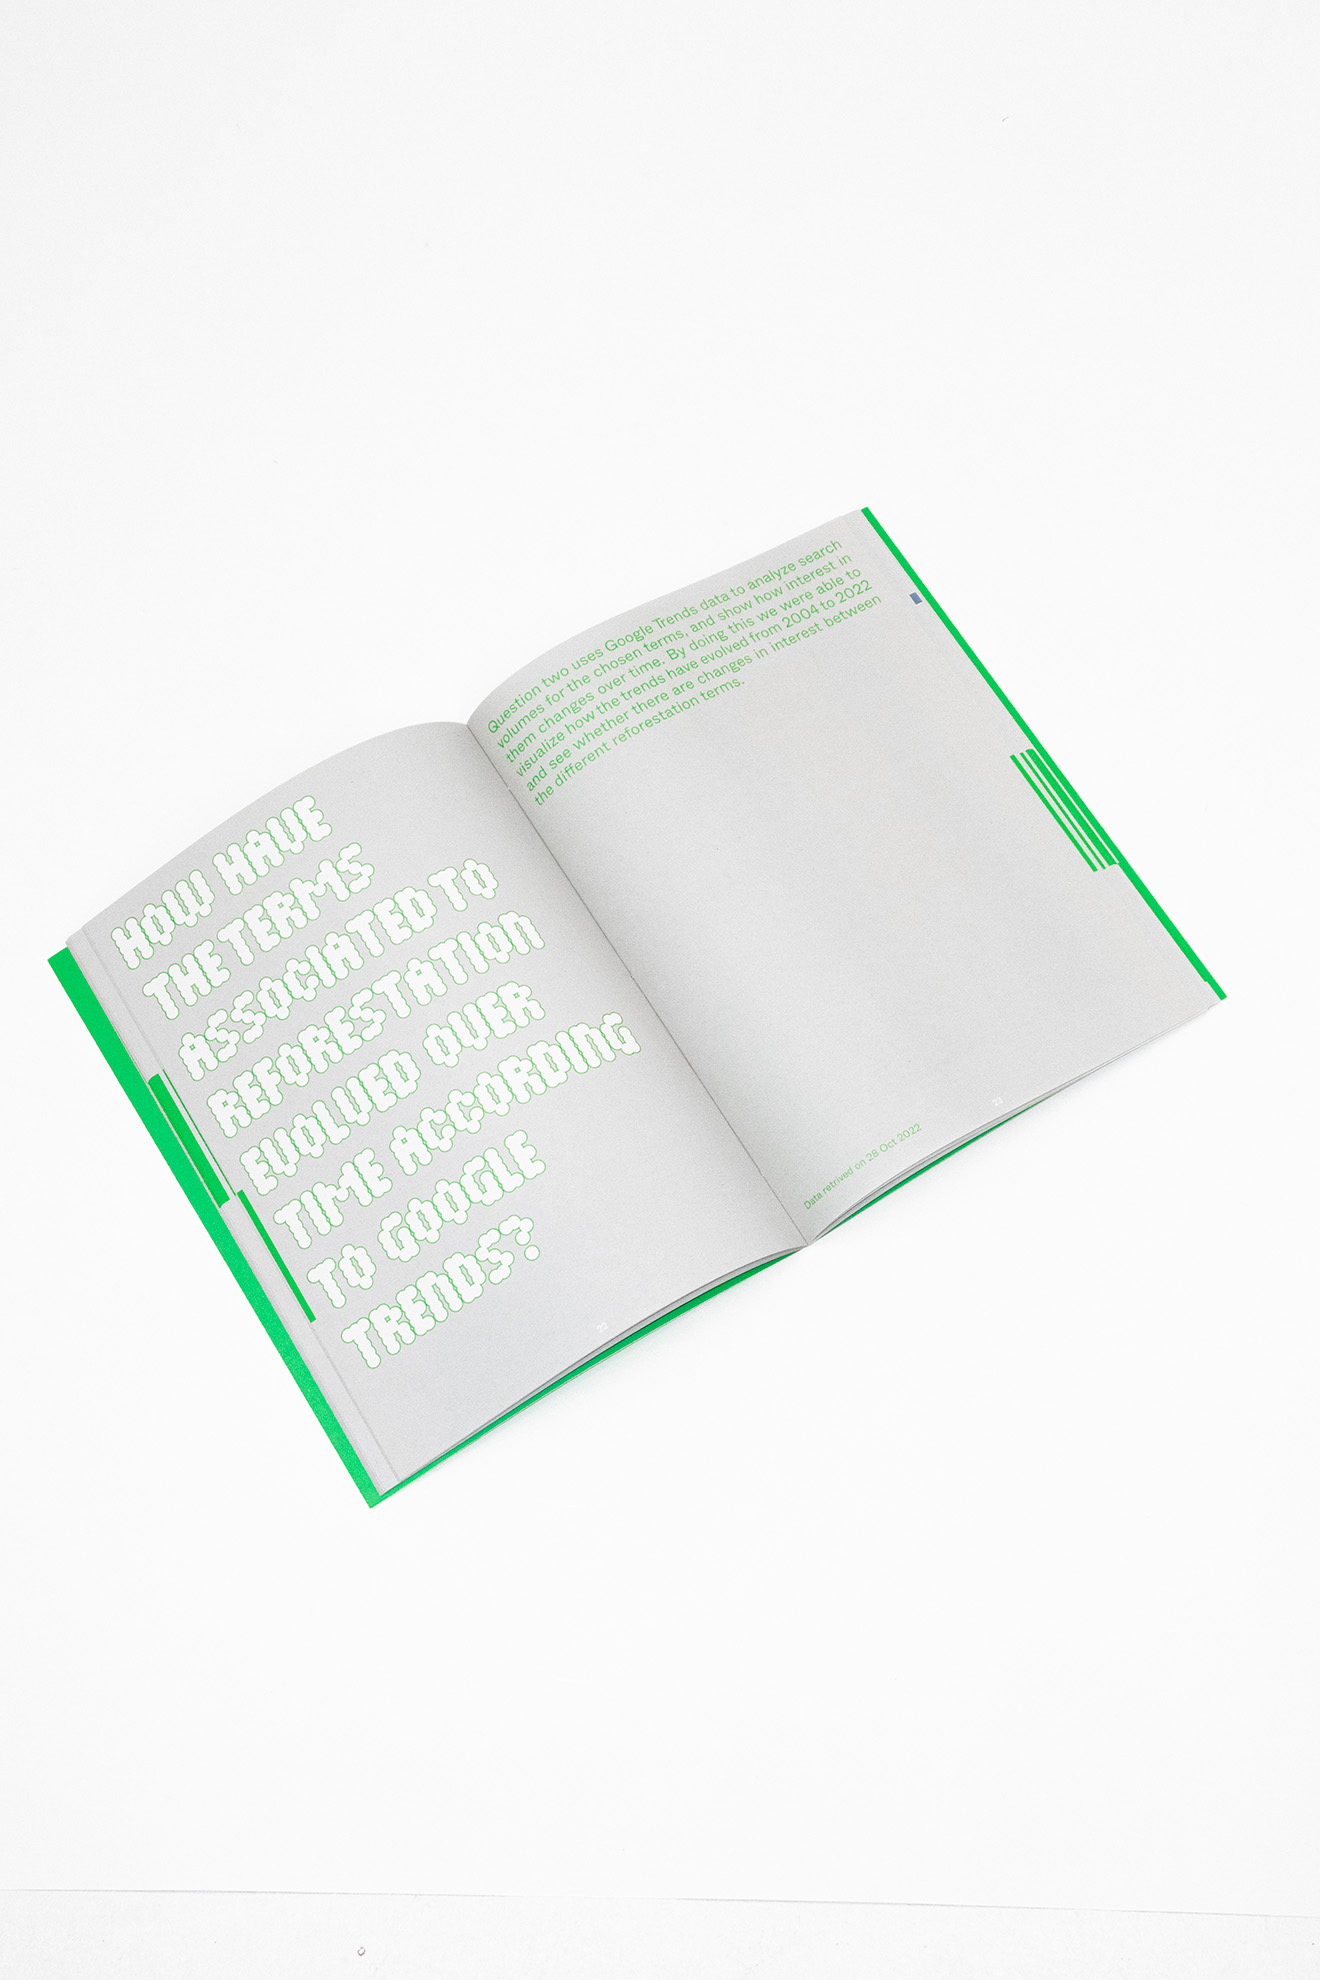 HOW HAVE
THE TERMS
ASSOCIATED TO
REFORESTATION
EVOLVED OVER
TIME ACCORDING
TO GOOGLE
TRENDS?
22
Question two uses Google Trends data to analyze search
volumes for the chosen terms, and show how interest in
them changes over time. By doing this we were able to
visualize how the trends have evolved from 2004 to 2022
and see whether there are changes in interest between
the different reforestation terms.
Data retrived on 28 Oct 2022
23